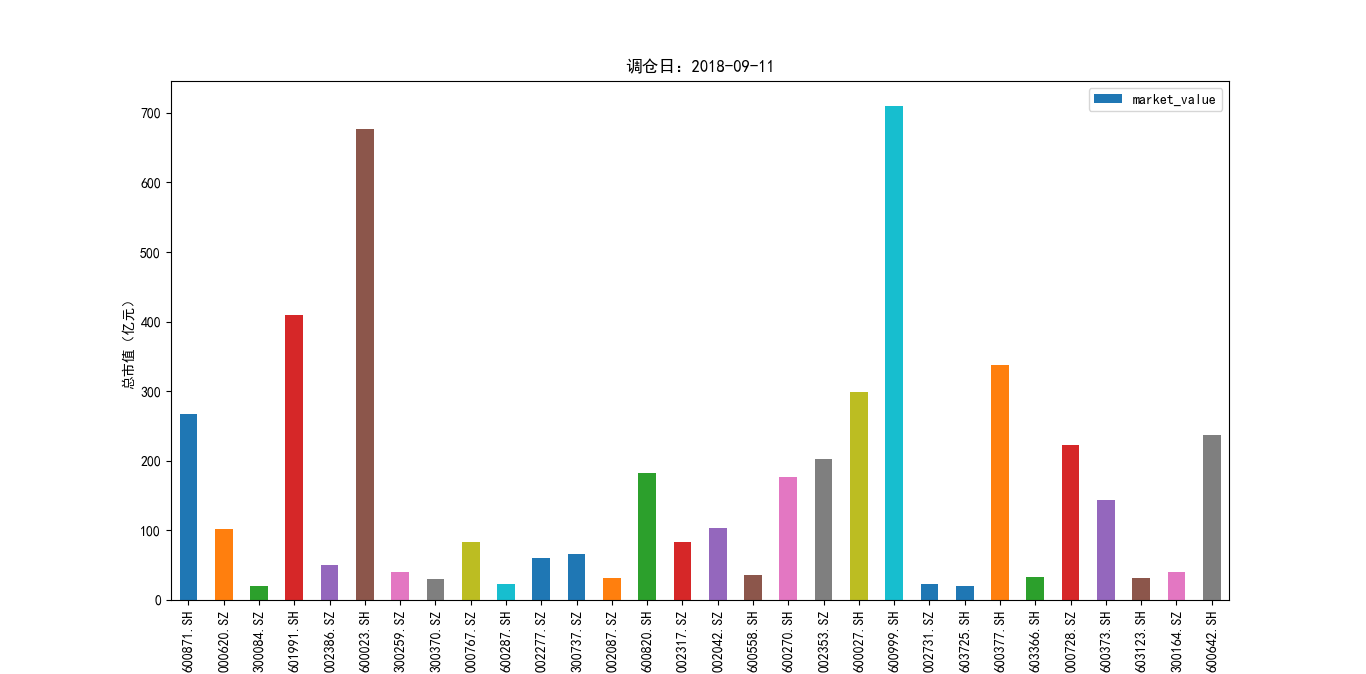 调仓日：2018-09-11
market_value
总市值（亿元）
700
600
500
400
300
200
100
0
600871.SH
000620.SZ
300084.SZ
601991.SH
002386.SZ
600023.SH
300259.SZ
300370.SZ
000767.SZ
600287.SH
002277.SZ
300737.SZ
002087.SZ
600820.SH
002317.SZ
002042.SZ
600558.SH
600270.SH
002353.SZ
600027.SH
600999.SH
002731.SZ
603725.SH
600377.SH
603366.SH
000728.SZ
600373.SH
603123.SH
300164.SZ
600642.SH